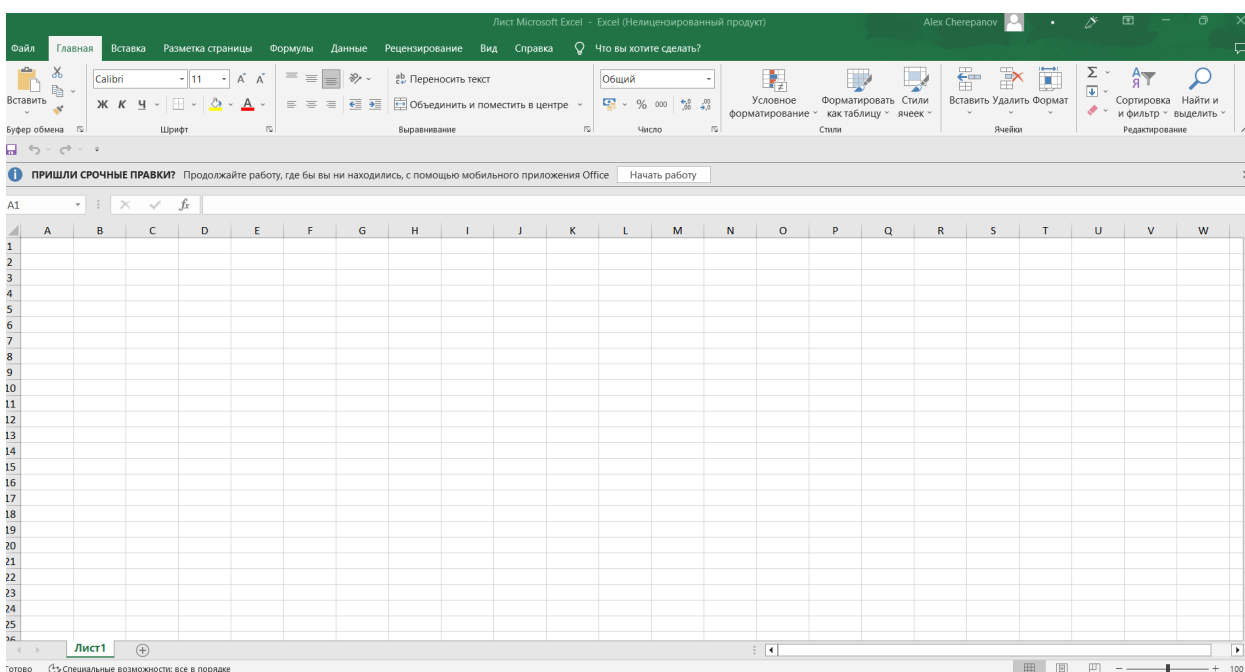 Лист Microsoft Excel - Excel (Нелицензированный продукт) Alex Cherepanov
Файл Главная Вставка Разметка страницы Формулы Данные Рецензирование Вид Справка Что вы хотите сделать?
Calibri 11 Переносить текст Общий
Вставить Ж К Ч Объединить и поместить в центре % 000 Условное форматирование Форматировать как таблицу Стили ячеек Вставить Удалить Формат Сортировка и фильтр Найти и выделить
Буфер обмена Шрифт Выравнивание Число Стили Ячейки Редактирование
ПРИШЛИ СРОЧНЫЕ ПРАВКИ? Продолжайте работу, где бы вы ни находились, с помощью мобильного приложения Office Начать работу
A1 fx
A B C D E F G H I J K L M N O P Q R S T U V W
1
2
3
4
5
6
7
8
9
10
11
12
13
14
15
16
17
18
19
20
21
22
23
24
25
26
Лист1
Готово Специальные возможности: все в порядке 100